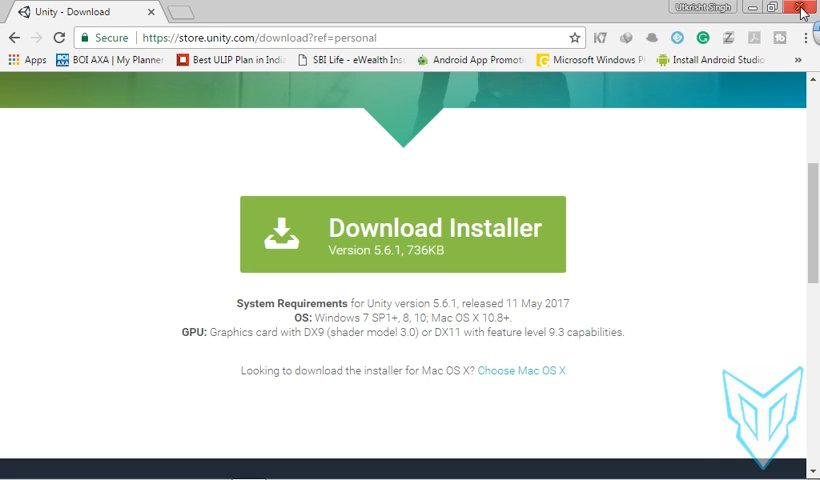 Unity - Download
Utkrisht Singh
Secure https://store.unity.com/download?ref=personal
Apps BOI AXA | My Planner Best ULIP Plan in India SBI Life - eWealth Insu Android App Promoti Microsoft Windows Ph Install Android Studio
Download Installer
Version 5.6.1, 736KB
System Requirements for Unity version 5.6.1, released 11 May 2017
OS: Windows 7 SP1+, 8, 10; Mac OS X 10.8+.
GPU: Graphics card with DX9 (shader model 3.0) or DX11 with feature level 9.3 capabilities.
Looking to download the installer for Mac OS X? Choose Mac OS X